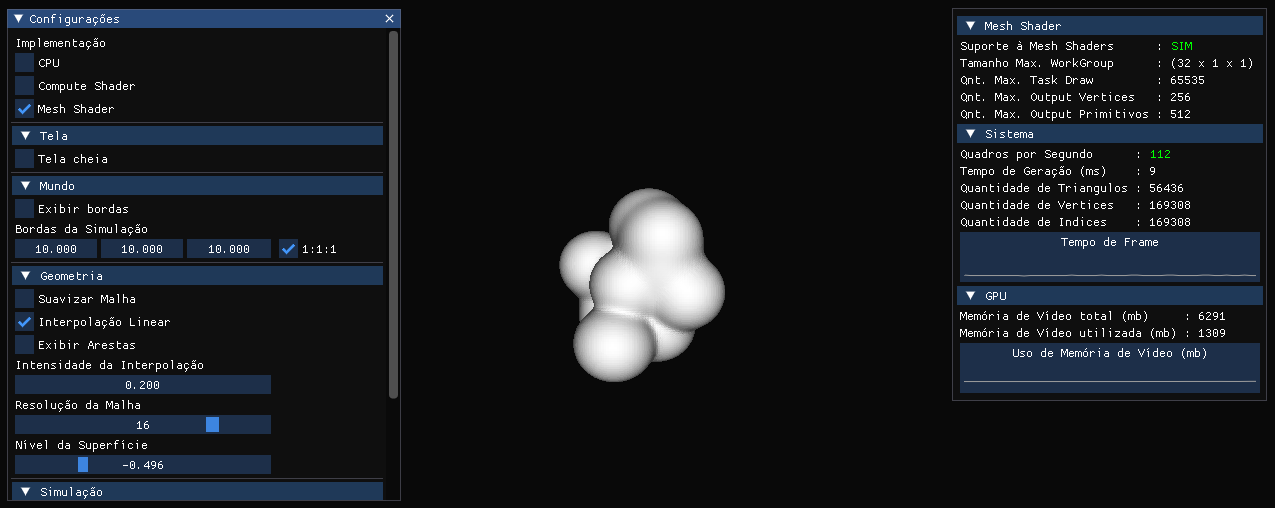 Configurações
Implementação
CPU
Compute Shader
Mesh Shader
Tela
Tela cheia
Mundo
Exibir bordas
Bordas da Simulação
10.000 10.000 10.000 1:1:1
Geometria
Suavizar Malha
Interpolação Linear
Exibir Arestas
Intensidade da Interpolação
0.200
Resolução da Malha
16
Nível da Superfície
-0.496
Simulação
Mesh Shader
Suporte à Mesh Shaders : SIM
Tamanho Max. WorkGroup : (32 x 1 x 1)
Qnt. Max. Task Draw : 65535
Qnt. Max. Output Vertices : 256
Qnt. Max. Output Primitivos : 512
Sistema
Quadros por Segundo : 112
Tempo de Geração (ms) : 9
Quantidade de Triangulos : 56436
Quantidade de Vertices : 169308
Quantidade de Indices : 169308
Tempo de Frame
GPU
Memória de Vídeo total (mb) : 6291
Memória de Vídeo utilizada (mb) : 1309
Uso de Memória de Vídeo (mb)